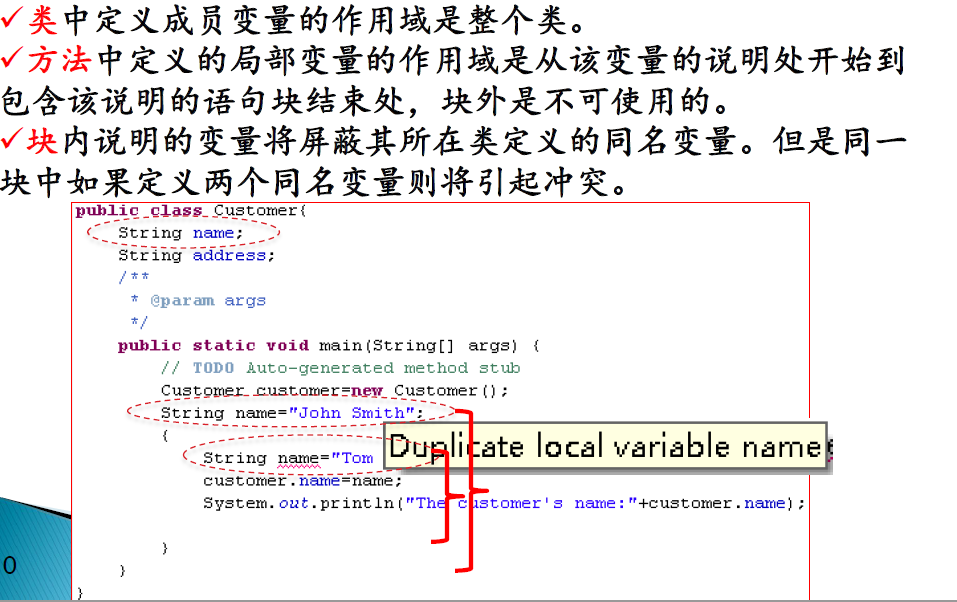 ✓类中定义成员变量的作用域是整个类。
✓方法中定义的局部变量的作用域是从该变量的说明处开始到
包含该说明的语句块结束处，块外是不可使用的。
✓块内说明的变量将屏蔽其所在类定义的同名变量。但是同一
块中如果定义两个同名变量则将引起冲突。
public class Customer{
String name;
String address;
/**
* @param args
*/
public static void main(String[] args) {
// TODO Auto-generated method stub
Customer customer=new Customer();
String name="John Smith";
{
String name="Tom
Duplicate local variable name
customer.name=name;
System.out.println("The customer's name:"+customer.name);
}
}
}
0